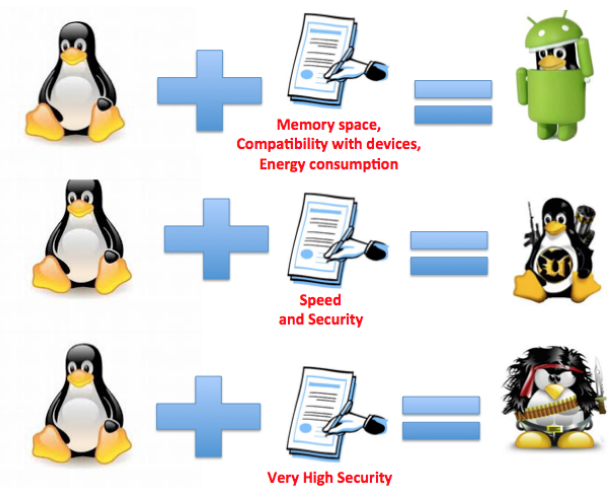 Memory space,
Compatibility with devices,
Energy consumption
Speed
and Security
Very High Security